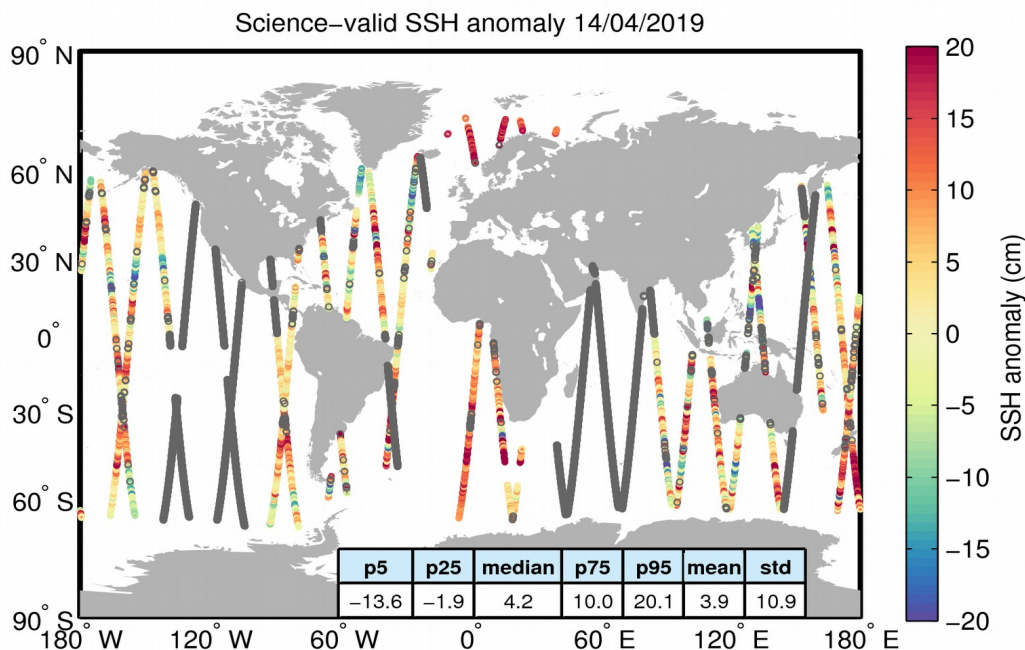 Science−valid SSH anomaly 14/04/2019
90° N
60° N
30° N
0°
30° S
60° S
90° S
180° W
120° W
60° W
0°
60° E
120° E
180° E
p5 p25 median p75 p95 mean std
−13.6 −1.9 4.2 10.0 20.1 3.9 10.9
20
15
10
5
0
−5
−10
−15
−20
SSH anomaly (cm)